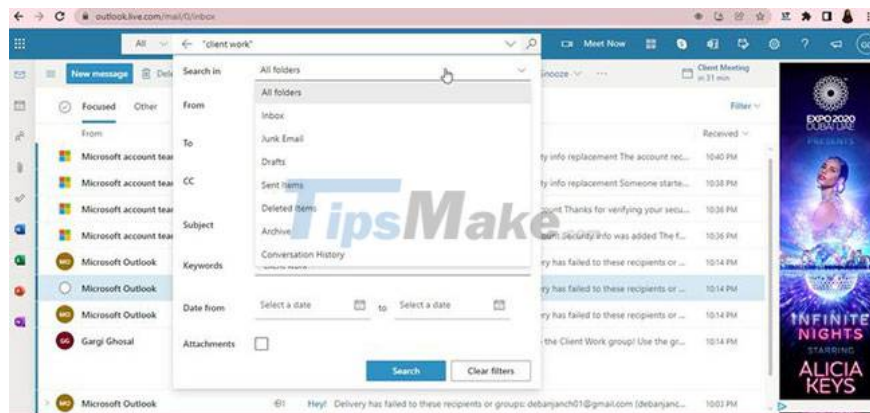 outlook.live.com/mail/0/inbox
All "client work" Meet Now
New message Search in All folders Snooze Client Meeting
in 31 min
All folders
Focused Other From Filter
Inbox
From To Junk Email Received
Microsoft account tea Drafts ty info replacement The account rec... 10:40 PM
CC
Microsoft account tea Sent Items ty info replacement Someone starte... 10:38 PM
Microsoft account tea Deleted Items ount Thanks for verifying your secu... 10:36 PM
Subject
Microsoft account tea Archive ount Security info was added The f... 10:36 PM
TipsMake.com
MO Microsoft Outlook Keywords Conversation History ry has failed to these recipients or ... 10:14 PM
Microsoft Outlook ry has failed to these recipients or ... 10:14 PM
MO Microsoft Outlook Date from Select a date to Select a date ry has failed to these recipients or ... 10:14 PM
GG Gargi Ghosal Attachments the Client Work group! Use the gr... 10:14 PM
Search Clear filters
MO Microsoft Outlook Hey! Delivery has failed to these recipients or groups: debanjanch01@gmail.com (debanjanc... 10:03 PM
EXPO 2020
DUBAI UAE
PRESENTS
INFINITE
NIGHTS
STARRING
ALICIA
KEYS